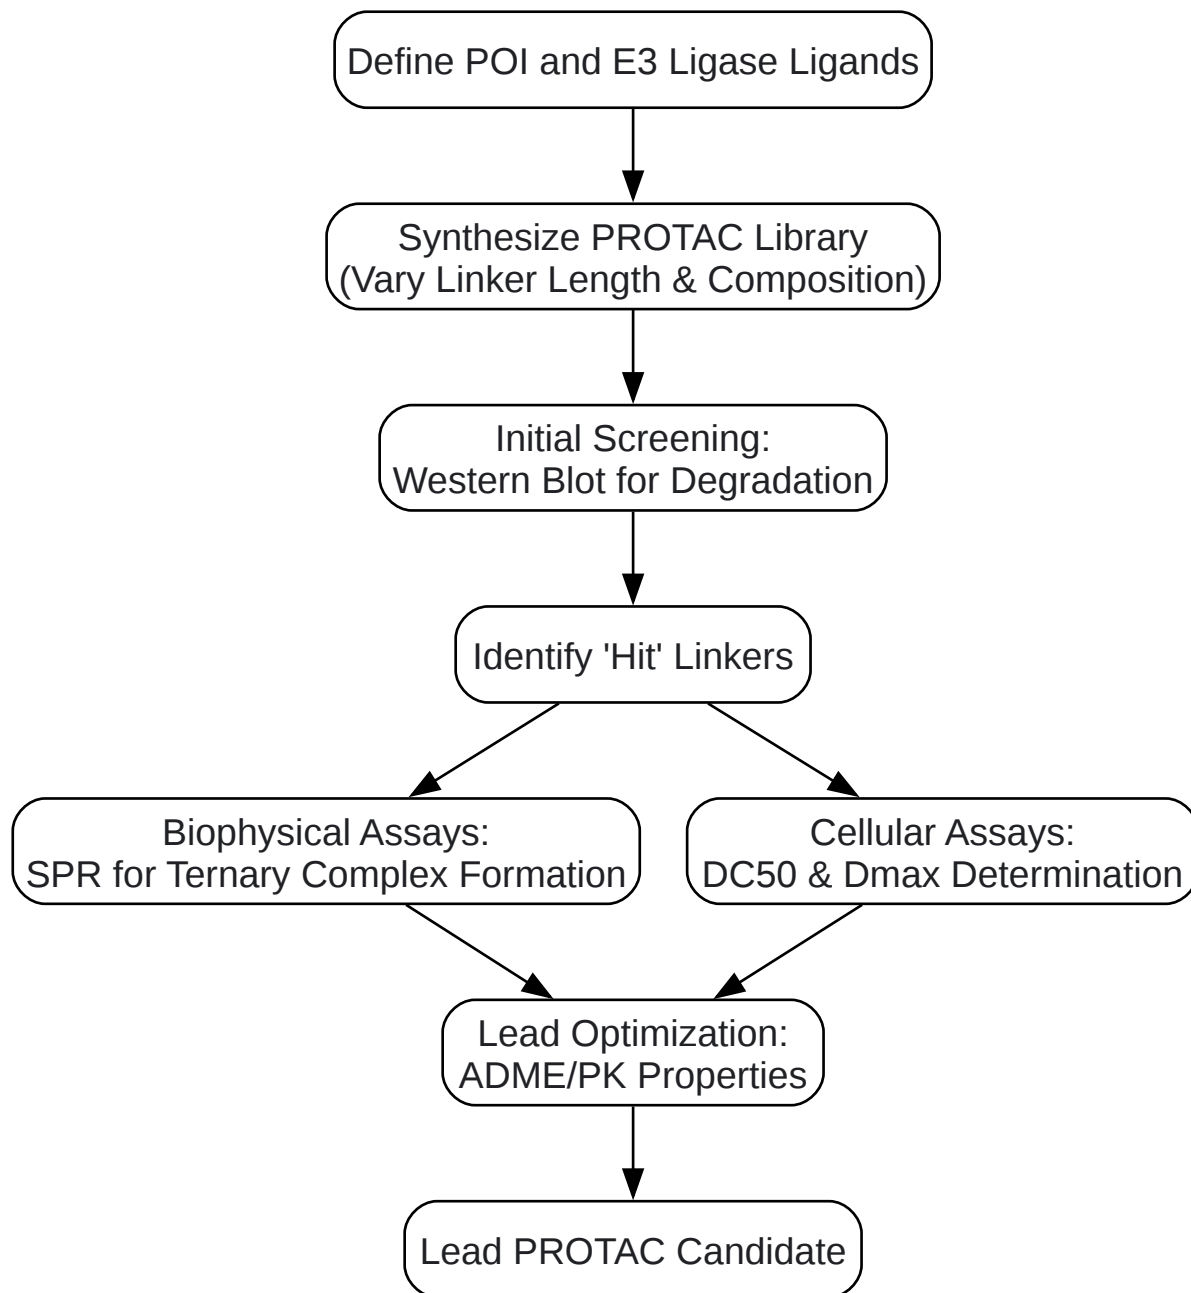 Define POI and E3 Ligase Ligands
Synthesize PROTAC Library
(Vary Linker Length & Composition)
Initial Screening:
Western Blot for Degradation
Identify 'Hit' Linkers
Biophysical Assays:
SPR for Ternary Complex Formation
Cellular Assays:
DC50 & Dmax Determination
Lead Optimization:
ADME/PK Properties
Lead PROTAC Candidate